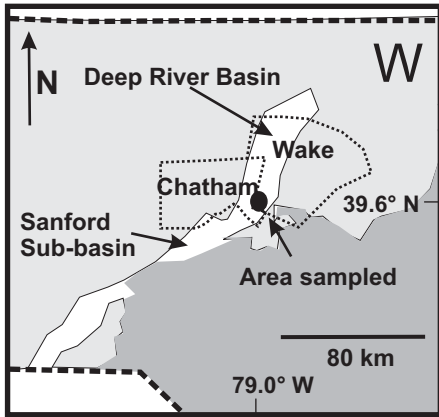 W
N
Deep River Basin
Wake
Chatham
39.6° N
Sanford
Sub-basin
Area sampled
80 km
79.0° W